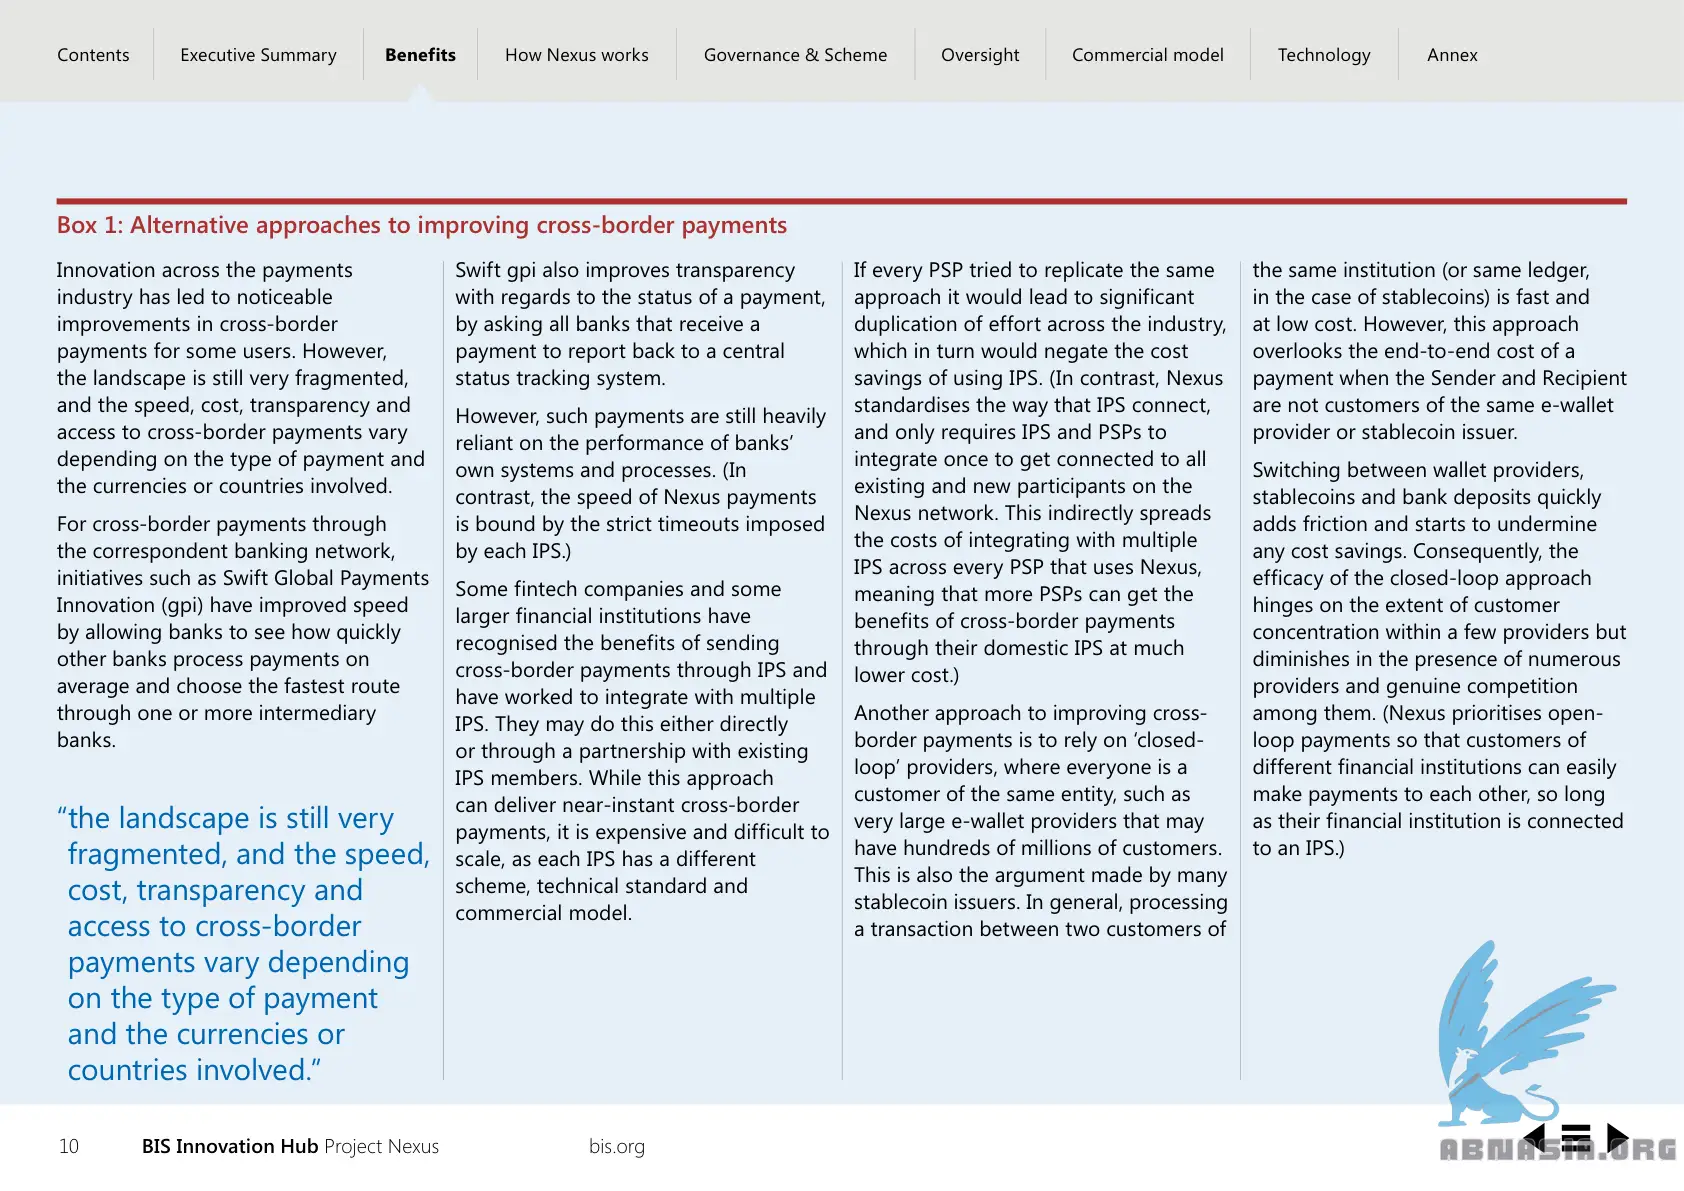 Contents
Executive Summary
Benefits
How Nexus works
Governance & Scheme
Oversight
Commercial model
Technology
Annex
Box 1: Alternative approaches to improving cross-border payments
Innovation across the payments
industry has led to noticeable
improvements in cross-border
payments for some users. However,
the landscape is still very fragmented,
and the speed, cost, transparency and
access to cross-border payments vary
depending on the type of payment and
the currencies or countries involved.
For cross-border payments through
the correspondent banking network,
initiatives such as Swift Global Payments
Innovation (gpi) have improved speed
by allowing banks to see how quickly
other banks process payments on
average and choose the fastest route
through one or more intermediary
banks.
“the landscape is still very
fragmented, and the speed,
cost, transparency and
access to cross-border
payments vary depending
on the type of payment
and the currencies or
countries involved.”
Swift gpi also improves transparency
with regards to the status of a payment,
by asking all banks that receive a
payment to report back to a central
status tracking system.
However, such payments are still heavily
reliant on the performance of banks’
own systems and processes. (In
contrast, the speed of Nexus payments
is bound by the strict timeouts imposed
by each IPS.)
Some fintech companies and some
larger financial institutions have
recognised the benefits of sending
cross-border payments through IPS and
have worked to integrate with multiple
IPS. They may do this either directly
or through a partnership with existing
IPS members. While this approach
can deliver near-instant cross-border
payments, it is expensive and difficult to
scale, as each IPS has a different
scheme, technical standard and
commercial model.
If every PSP tried to replicate the same
approach it would lead to significant
duplication of effort across the industry,
which in turn would negate the cost
savings of using IPS. (In contrast, Nexus
standardises the way that IPS connect,
and only requires IPS and PSPs to
integrate once to get connected to all
existing and new participants on the
Nexus network. This indirectly spreads
the costs of integrating with multiple
IPS across every PSP that uses Nexus,
meaning that more PSPs can get the
benefits of cross-border payments
through their domestic IPS at much
lower cost.)
Another approach to improving cross-
border payments is to rely on ‘closed-
loop’ providers, where everyone is a
customer of the same entity, such as
very large e-wallet providers that may
have hundreds of millions of customers.
This is also the argument made by many
stablecoin issuers. In general, processing
a transaction between two customers of
the same institution (or same ledger,
in the case of stablecoins) is fast and
at low cost. However, this approach
overlooks the end-to-end cost of a
payment when the Sender and Recipient
are not customers of the same e-wallet
provider or stablecoin issuer.
Switching between wallet providers,
stablecoins and bank deposits quickly
adds friction and starts to undermine
any cost savings. Consequently, the
efficacy of the closed-loop approach
hinges on the extent of customer
concentration within a few providers but
diminishes in the presence of numerous
providers and genuine competition
among them. (Nexus prioritises open-
loop payments so that customers of
different financial institutions can easily
make payments to each other, so long
as their financial institution is connected
to an IPS.)
10
BIS Innovation Hub Project Nexus
bis.org
ABNASIA.ORG